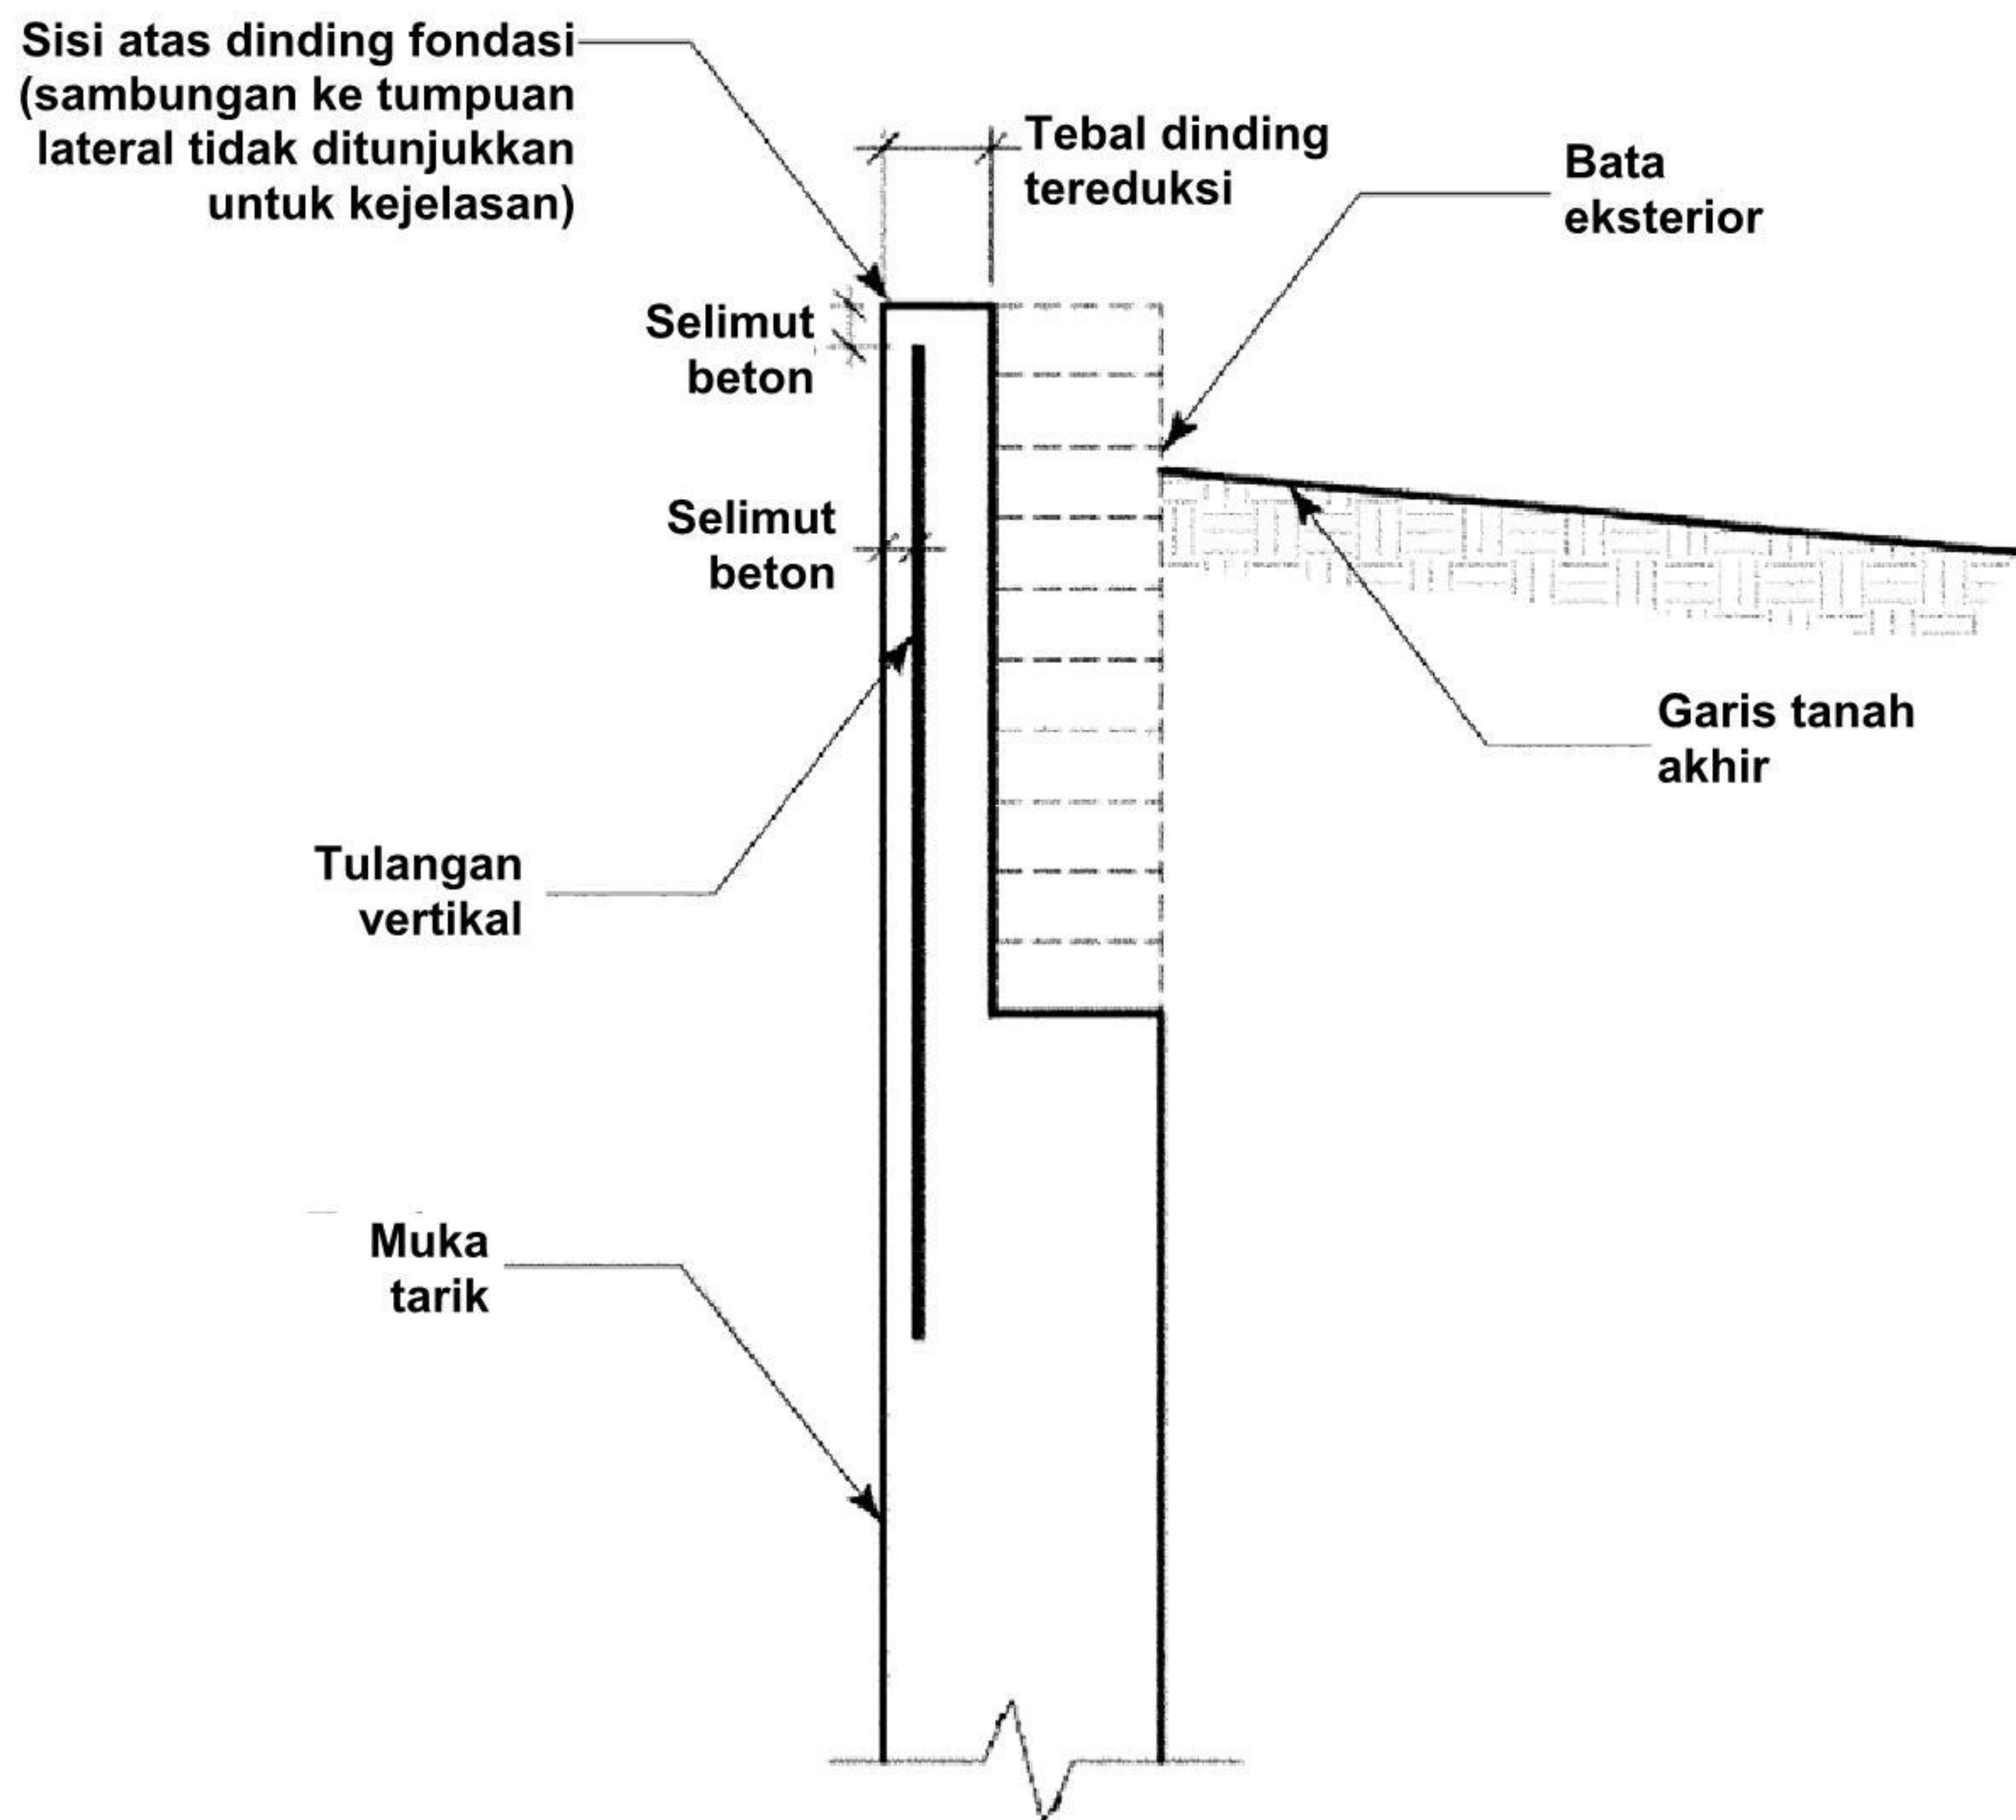 Sisi atas dinding fondasi
(sambungan ke tumpuan
lateral tidak ditunjukkan
untuk kejelasan)
Tebal dinding
tereduksi
Bata
eksterior
Selimut
beton
Selimut
beton
Garis tanah
akhir
Tulangan
vertikal
Muka
tarik